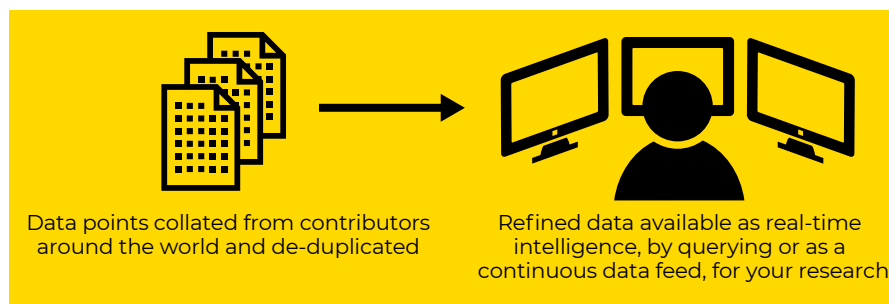 Data points collated from contributors
around the world and de-duplicated
Refined data available as real-time
intelligence, by querying or as a
continuous data feed, for your research